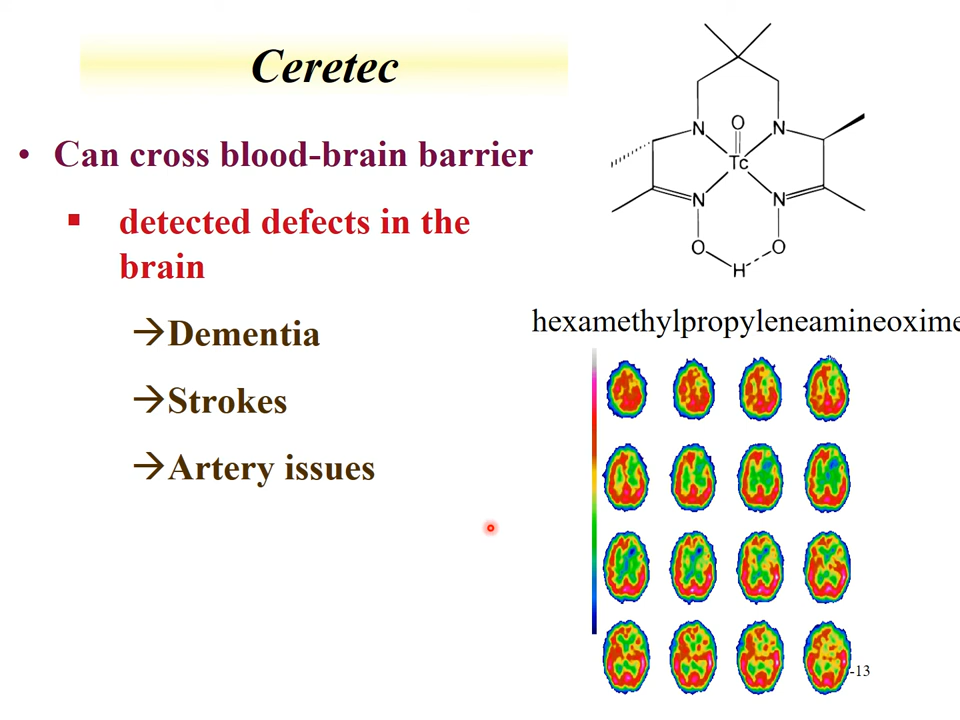 Ceretec
• Can cross blood-brain barrier
▪ detected defects in the
brain
→Dementia
→Strokes
→Artery issues
N
O
N
Tc
N
N
O
O
H
hexamethylpropyleneamineoxime
-13